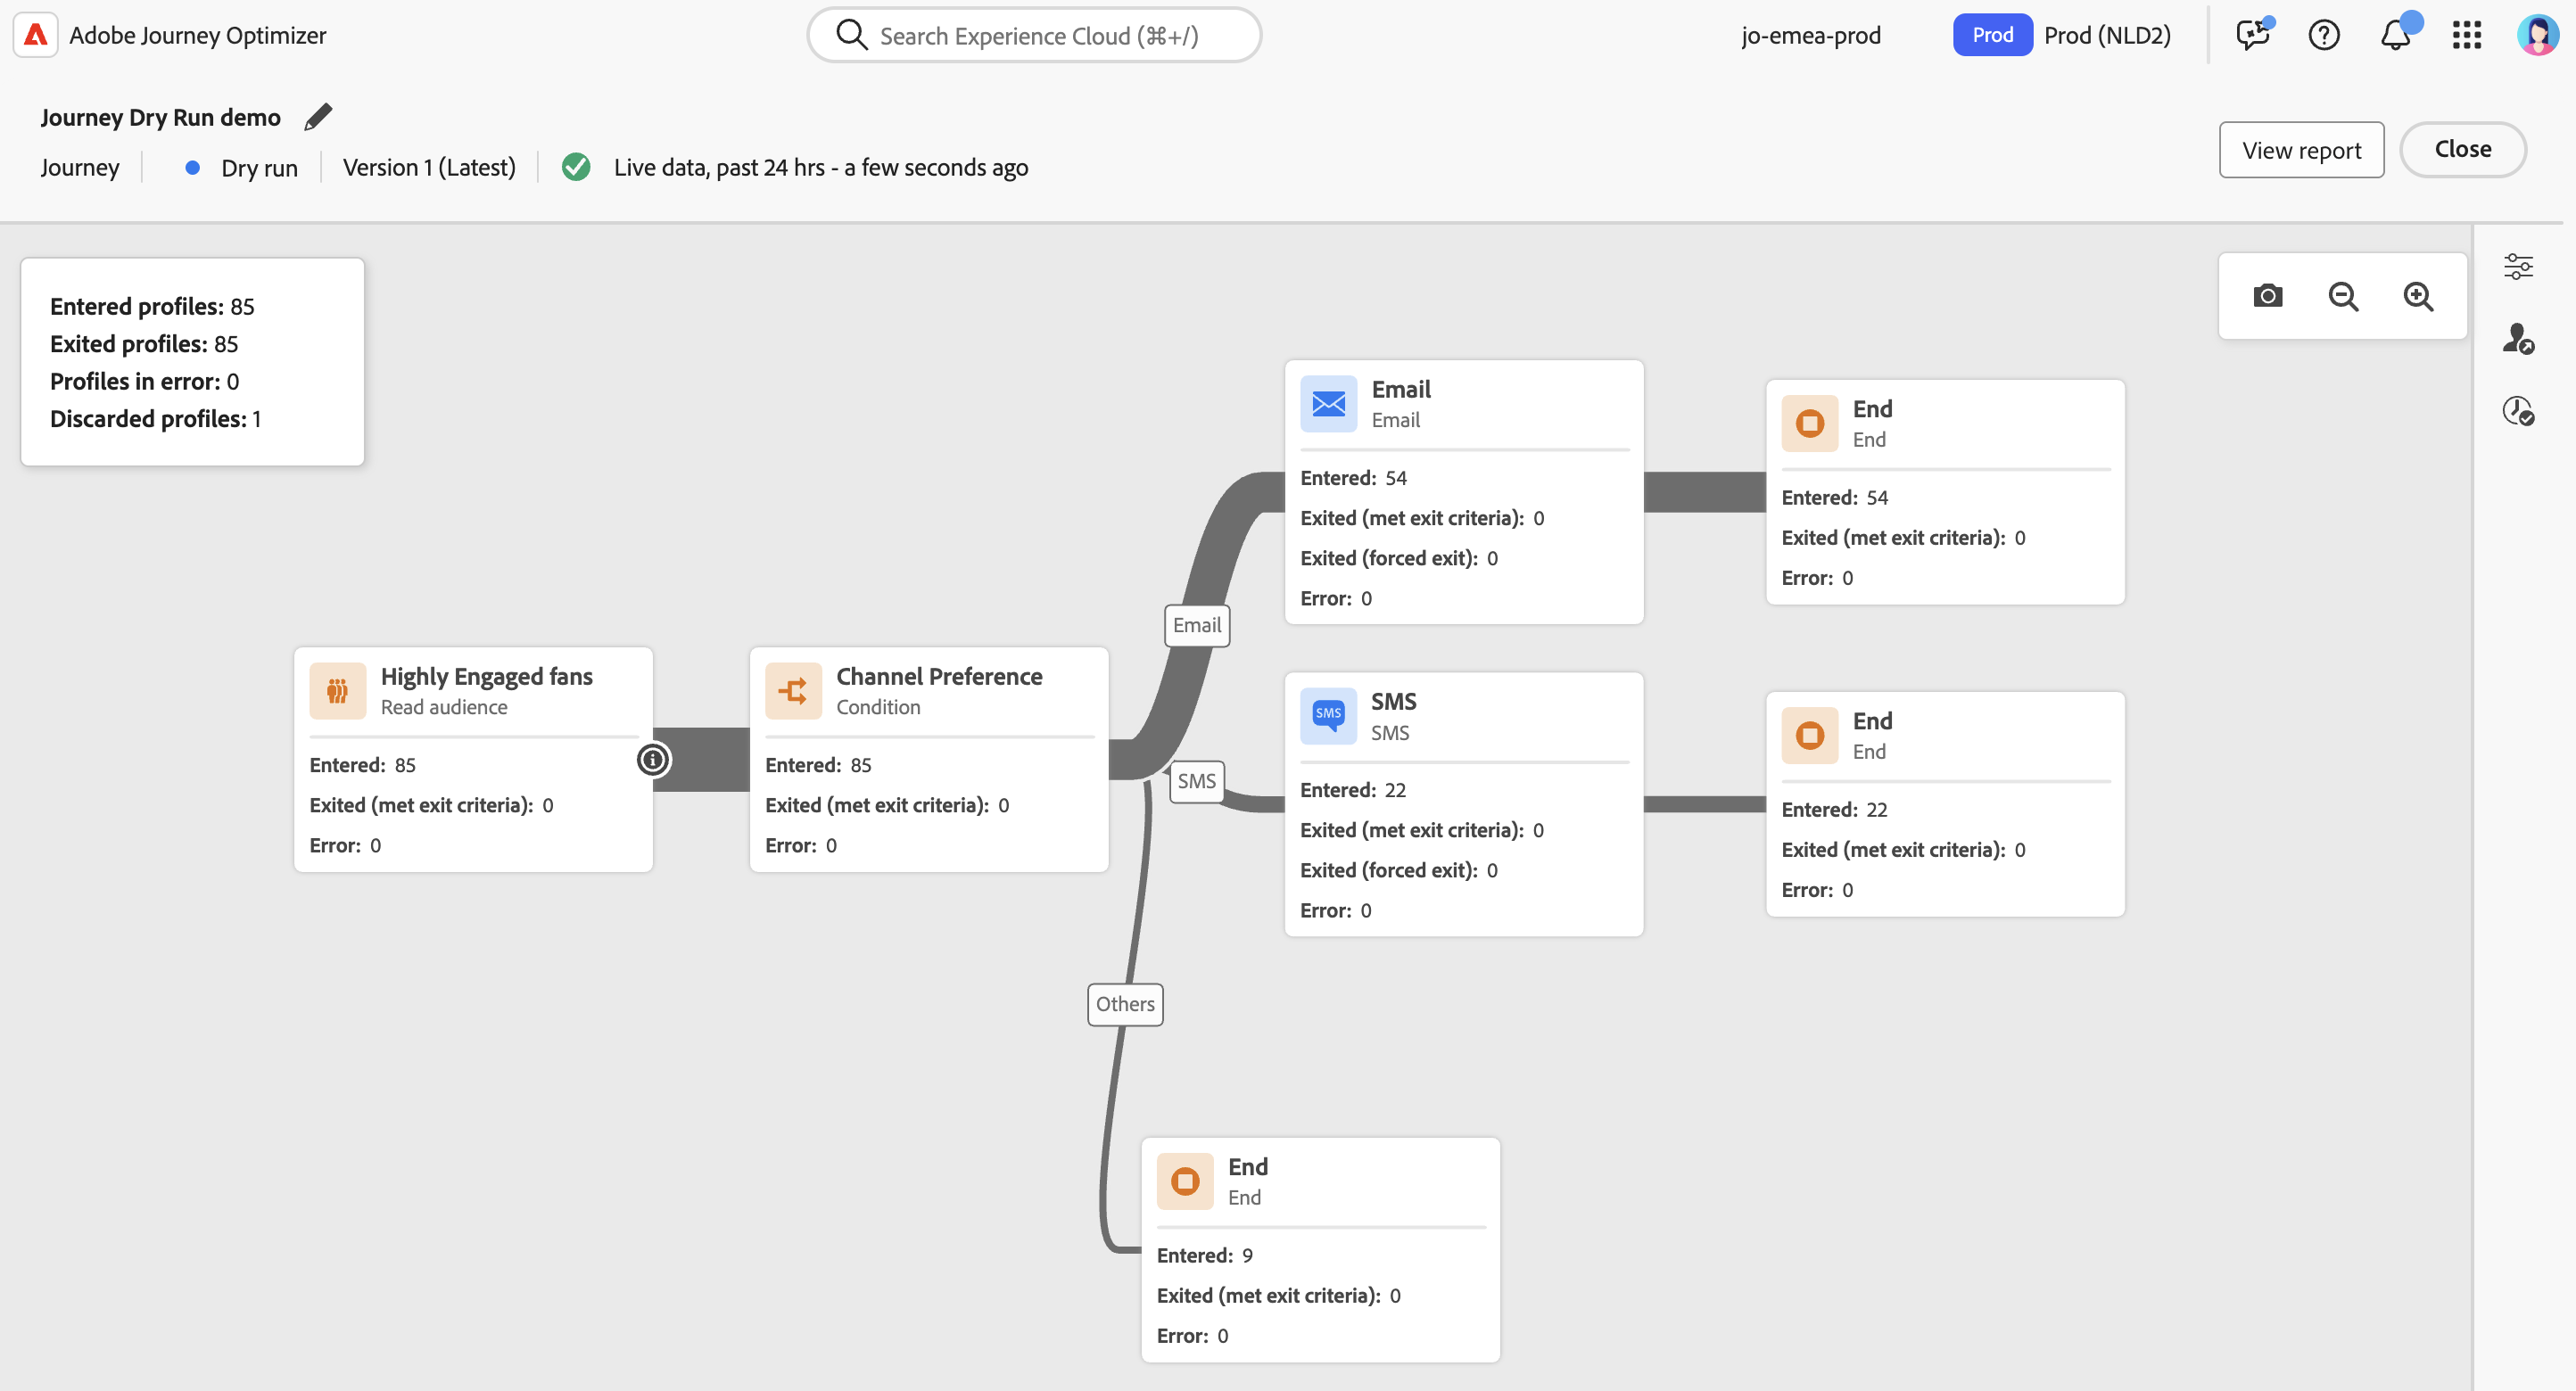 Adobe Journey Optimizer
Search Experience Cloud (⌘+/)
jo-emea-prod
Prod
Prod (NLD2)
Journey Dry Run demo
Journey
Dry run
Version 1 (Latest)
Live data, past 24 hrs - a few seconds ago
View report
Close
Entered profiles: 85
Exited profiles: 85
Profiles in error: 0
Discarded profiles: 1
Highly Engaged fans
Read audience
Entered: 85
Exited (met exit criteria): 0
Error: 0
Channel Preference
Condition
Entered: 85
Exited (met exit criteria): 0
Error: 0
Email
SMS
Others
Email
Email
Entered: 54
Exited (met exit criteria): 0
Exited (forced exit): 0
Error: 0
End
End
Entered: 54
Exited (met exit criteria): 0
Error: 0
SMS
SMS
SMS
Entered: 22
Exited (met exit criteria): 0
Exited (forced exit): 0
Error: 0
End
End
Entered: 22
Exited (met exit criteria): 0
Error: 0
End
End
Entered: 9
Exited (met exit criteria): 0
Error: 0